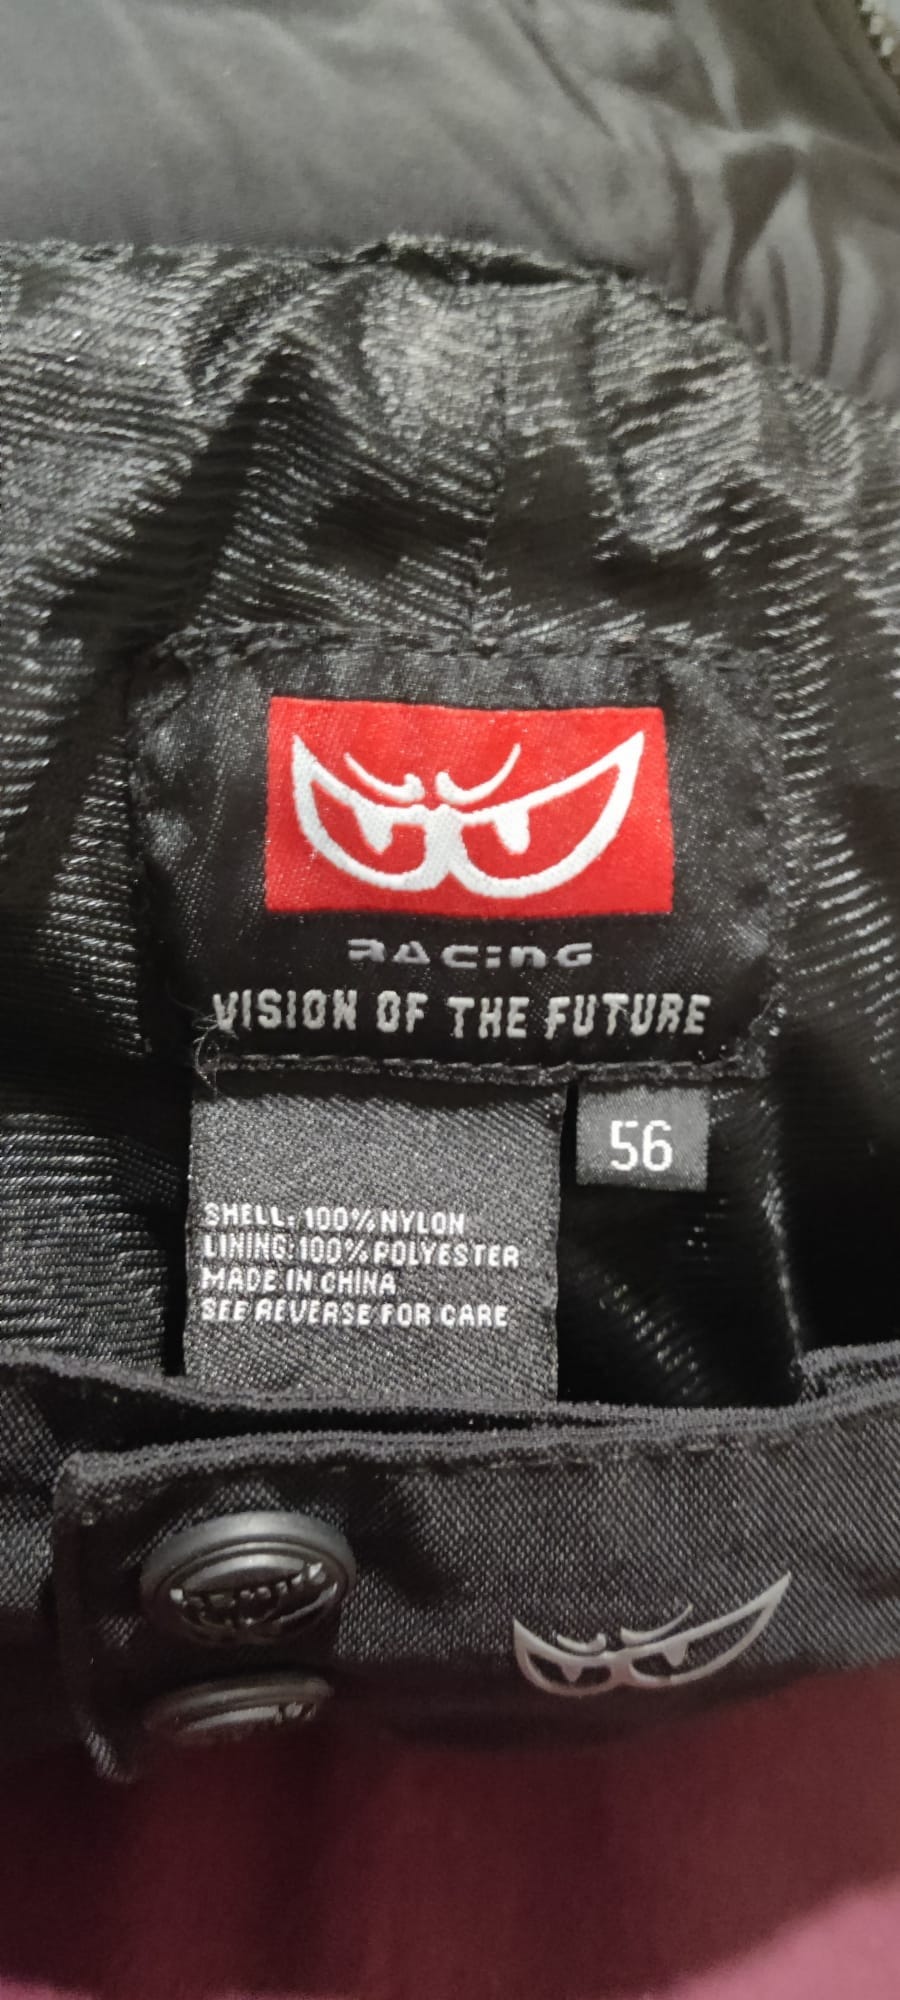 RACING
VISION OF THE FUTURE
56
SHELL: 100% NYLON
LINING: 100% POLYESTER
MADE IN CHINA
SEE REVERSE FOR CARE